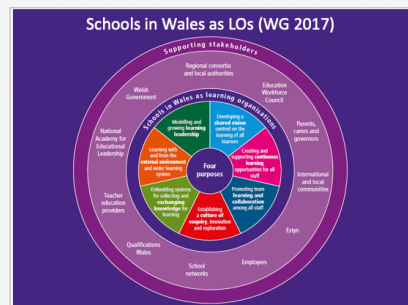 Schools in Wales as LOs (WG 2017)
Supporting stakeholders
Regional consortia
and local authorities
Education
Workforce
Council
Parents,
carers and
governors
International
and local
communities
Estyn
Employers
School
networks
Qualifications
Wales
Teacher
education
providers
National
Academy for
Educational
Leadership
Welsh
Government
Schools in Wales as learning organisations
Developing a
shared vision
centred on the
learning of all
learners
Creating and
supporting continuous
learning
opportunities for all
staff
Promoting team
learning and
collaboration
among all staff
Establishing
a culture of
enquiry, innovation
and exploration
Embedding systems
for collecting and
exchanging
knowledge for
learning
Learning with
and from the
external environment
and wider learning
system
Modelling and
growing learning
leadership
Four
purposes